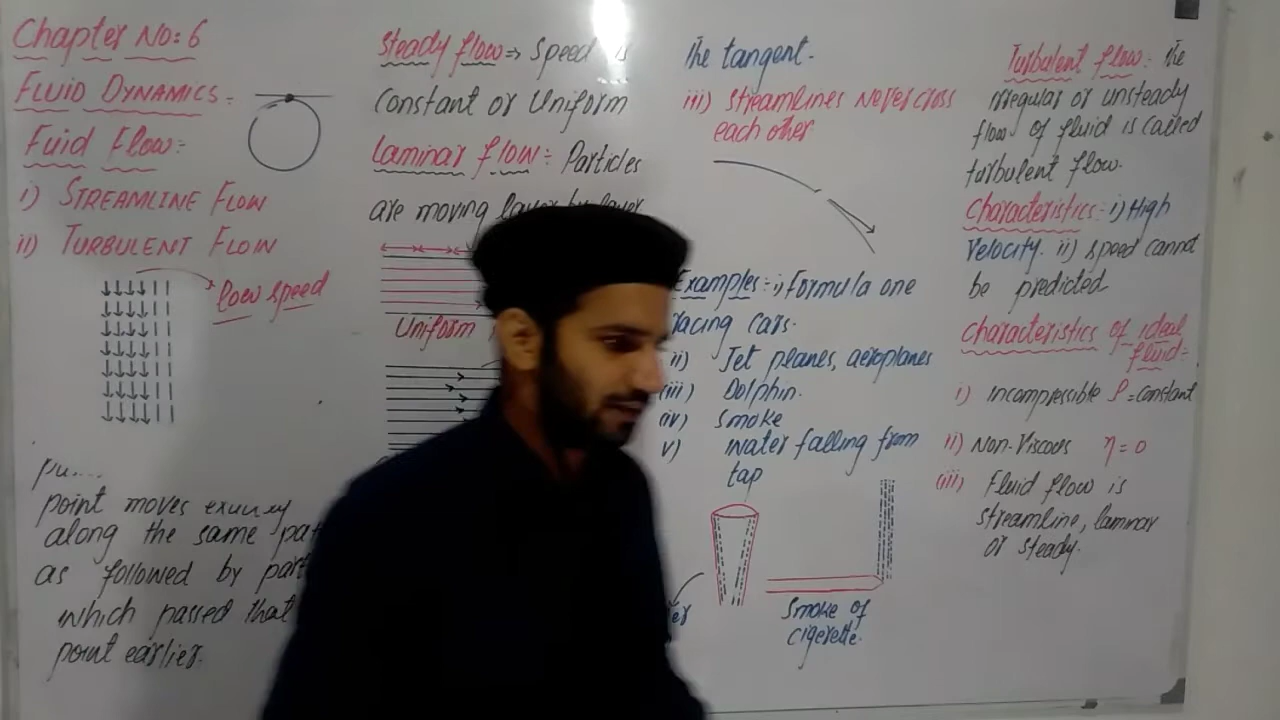 Chapter No: 6
FLUID DYNAMICS:-
Fuid Flow:-
i) STREAMLINE FLOW
ii) TURBULENT FLOW
low speed
point moves
along the same
as followed by
which passed that
point earlier.
Steady flow⇒ Speed is
Constant or Uniform
Laminar flow:- Particles
are moving layer by layer
Uniform
the tangent.
iii) Streamlines never cross
each other
Examples:- i) Formula one
racing cars.
ii) Jet planes, aeroplanes
(iii) Dolphin.
(iv) Smoke
v) water falling from
tap
Smoke of
cigerette.
Turbulent flow:- the
irregular or unsteady
flow of fluid is called
turbulent flow.
Characteristics:- i) High
velocity. ii) speed cannot
be predicted
Characteristics of ideal
fluid:-
i) incompressible ρ = constant
ii) Non-Viscous η = 0
(iii) Fluid flow is
streamline, laminar
or steady.